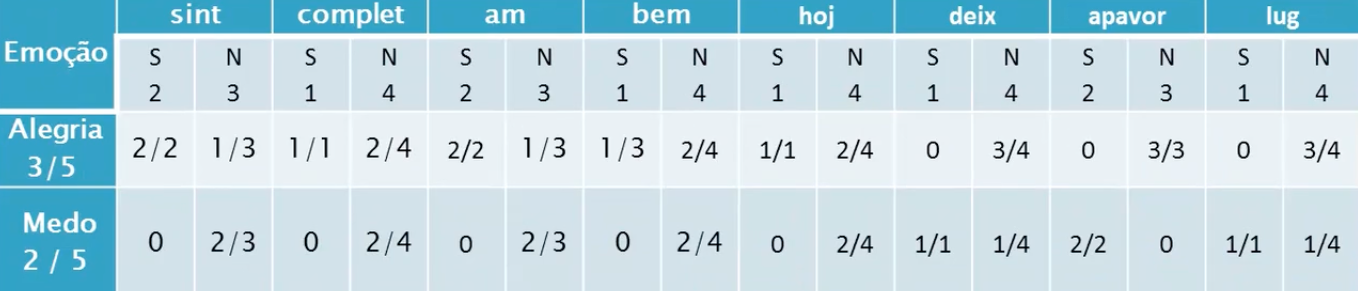 sint complet am bem hoj deix apavor lug
Emoção S N S N S N S N S N S N S N S N
2 3 1 4 2 3 1 4 1 4 1 4 2 3 1 4
Alegria
3/5 2/2 1/3 1/1 2/4 2/2 1/3 1/3 2/4 1/1 2/4 0 3/4 0 3/3 0 3/4
Medo
2 / 5 0 2/3 0 2/4 0 2/3 0 2/4 0 2/4 1/1 1/4 2/2 0 1/1 1/4